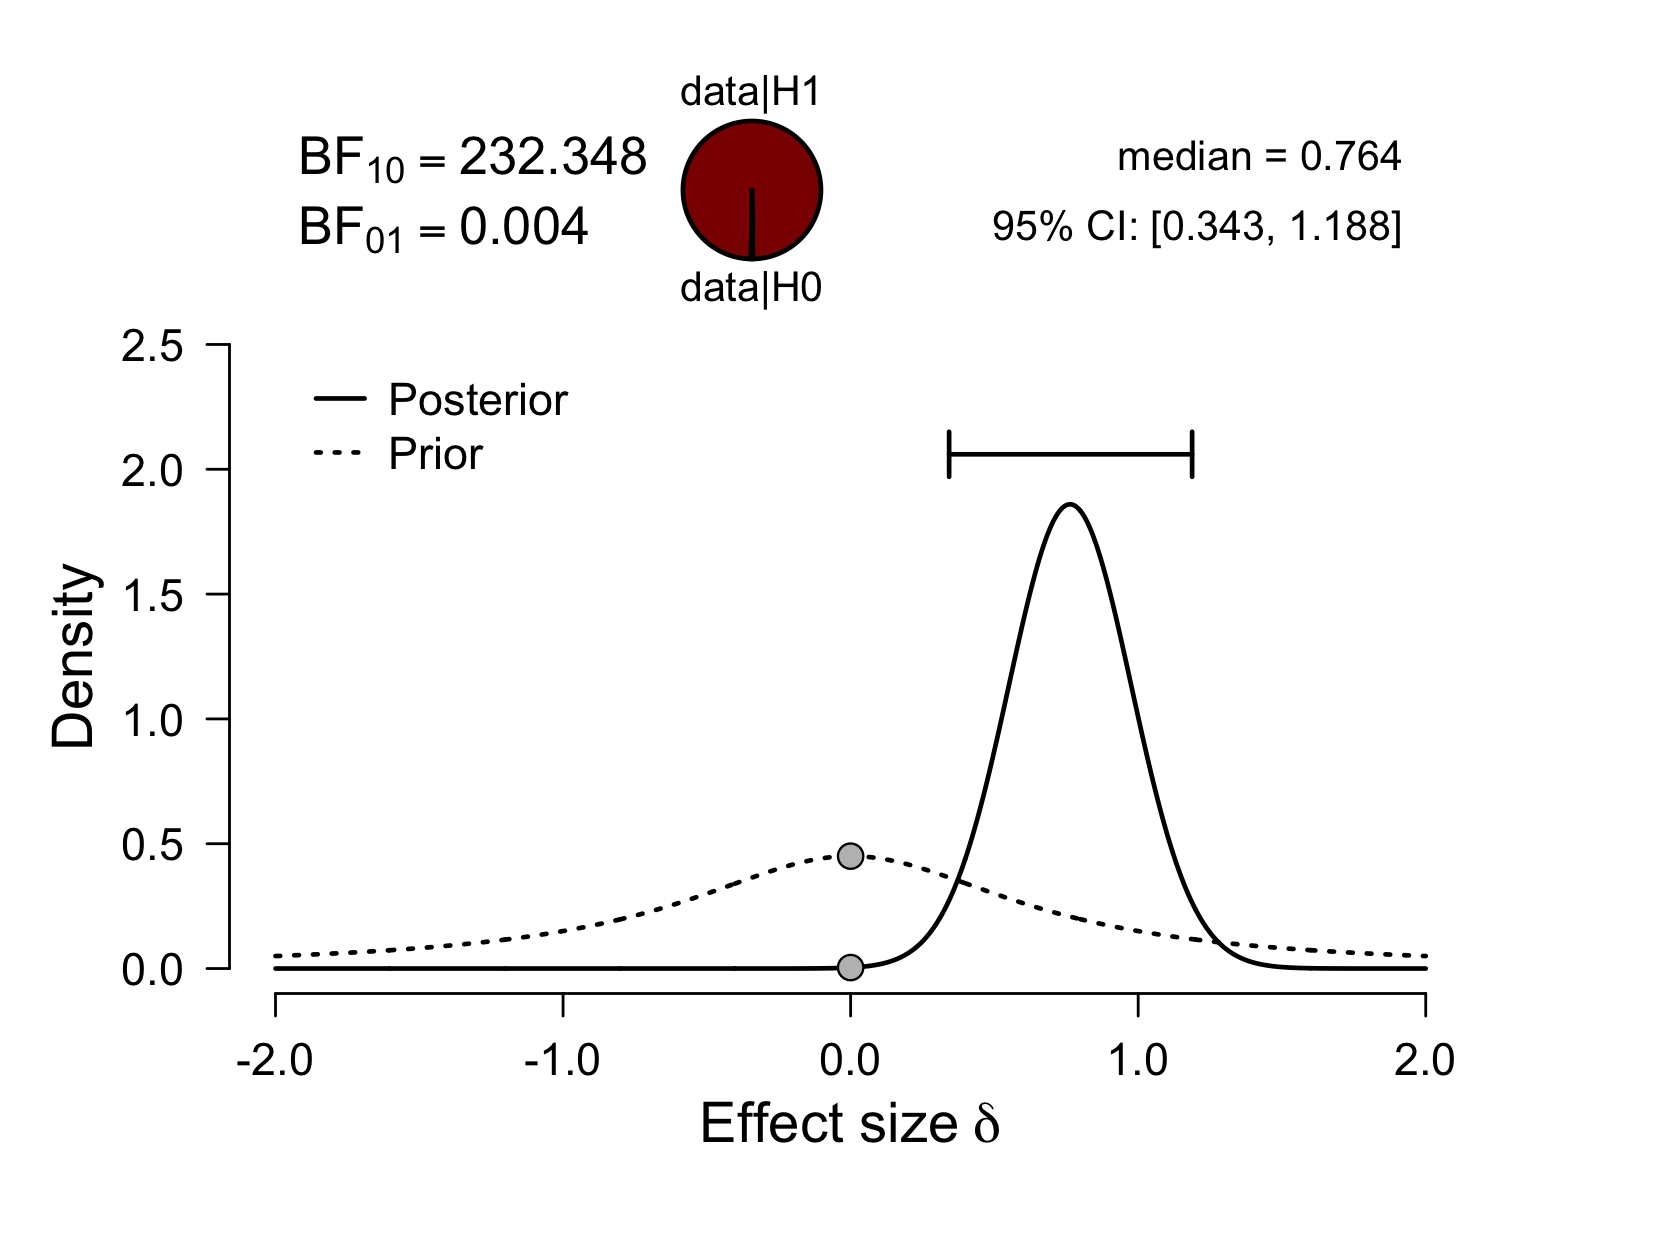 data|H1
BF₁₀ = 232.348
BF₀₁ = 0.004
data|H0
median = 0.764
95% CI: [0.343, 1.188]
Posterior
Prior
Density
2.5
2.0
1.5
1.0
0.5
0.0
-2.0 -1.0 0.0 1.0 2.0
Effect size δ